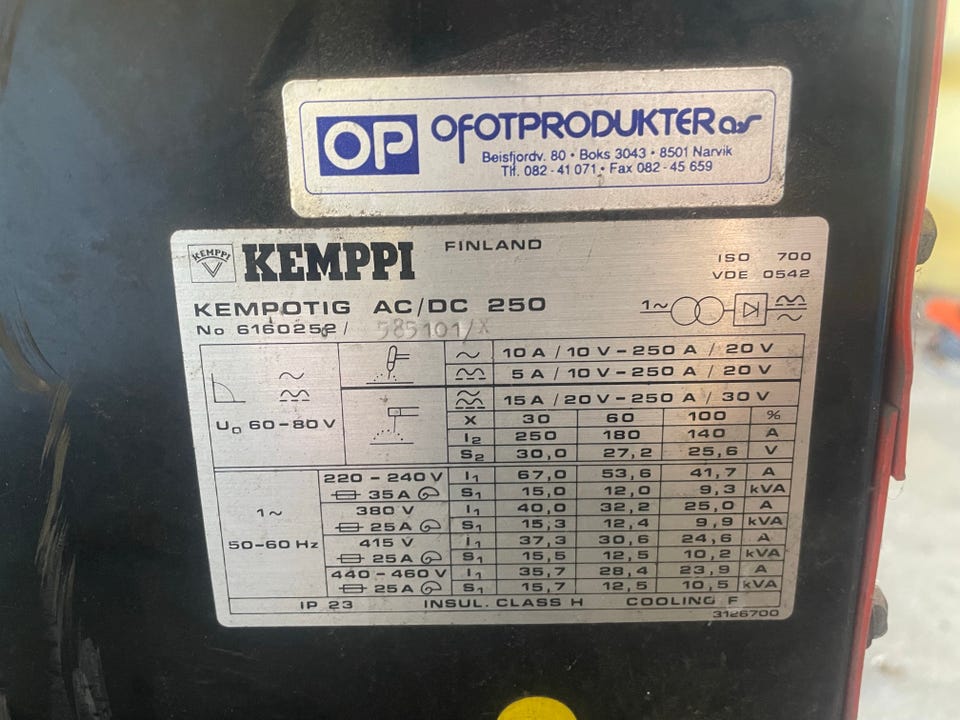 OP OFOTPRODUKTER a.s
Beisfjordv. 80 • Boks 3043 • 8501 Narvik
Tlf. 082 - 41 071 • Fax 082 - 45 659
KEMPPI KEMPPI FINLAND
ISO 700
VDE 0542
KEMPOTIG AC/DC 250 1~
No 6160252 / 585101/X
~ 10 A / 10 V – 250 A / 20 V
5 A / 10 V – 250 A / 20 V
15 A / 20 V – 250 A / 30 V
U₀ 60–80 V
X 30 60 100 %
I₂ 250 180 140 A
S₂ 30,0 27,2 25,6 V
220 – 240 V I₁ 67,0 53,6 41,7 A
35 A S₁ 15,0 12,0 9,3 kVA
1~ 380 V I₁ 40,0 32,2 25,0 A
25 A S₁ 15,3 12,4 9,9 kVA
50–60 Hz 415 V I₁ 37,3 30,6 24,6 A
25 A S₁ 15,5 12,5 10,2 kVA
440 – 460 V I₁ 35,7 28,4 23,9 A
25 A S₁ 15,7 12,5 10,5 kVA
IP 23 INSUL. CLASS H COOLING F
3126700